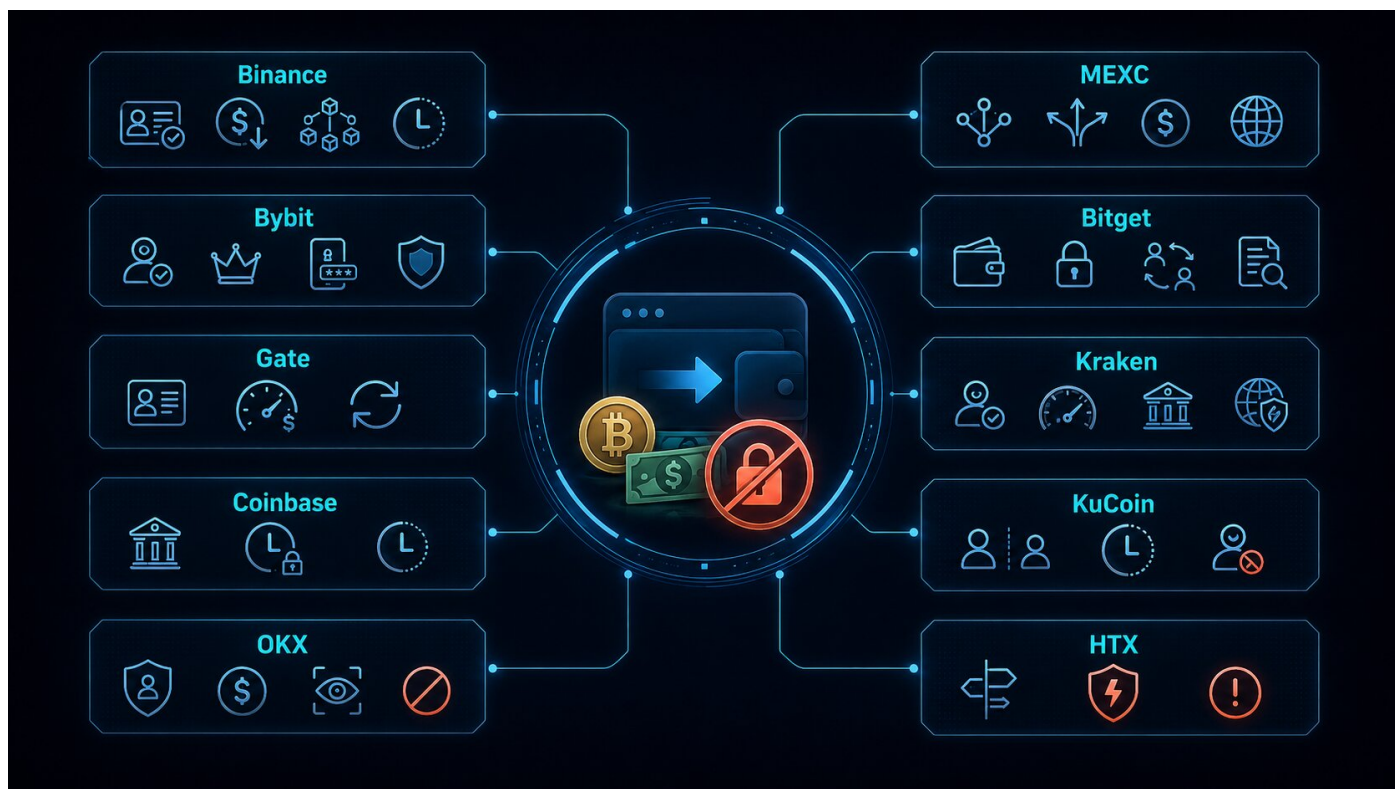 Binance
Bybit
Gate
Coinbase
OKX
MEXC
Bitget
Kraken
KuCoin
HTX